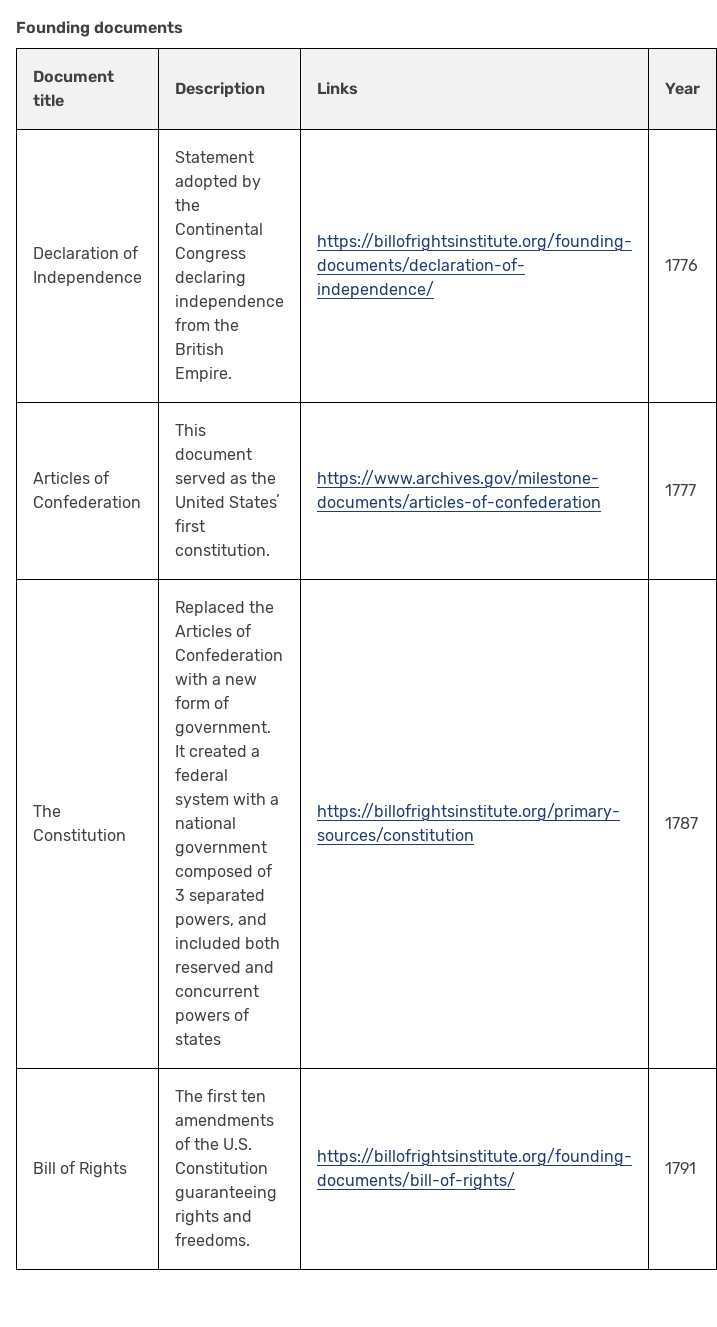 Founding documents
Document
title
Description
Links
Year
Declaration of
Independence
Statement
adopted by
the
Continental
Congress
declaring
independence
from the
British
Empire.
https://billofrightsinstitute.org/founding-
documents/declaration-of-
independence/
1776
Articles of
Confederation
This
document
served as the
United States’
first
constitution.
https://www.archives.gov/milestone-
documents/articles-of-confederation
1777
The
Constitution
Replaced the
Articles of
Confederation
with a new
form of
government.
It created a
federal
system with a
national
government
composed of
3 separated
powers, and
included both
reserved and
concurrent
powers of
states
https://billofrightsinstitute.org/primary-
sources/constitution
1787
Bill of Rights
The first ten
amendments
of the U.S.
Constitution
guaranteeing
rights and
freedoms.
https://billofrightsinstitute.org/founding-
documents/bill-of-rights/
1791